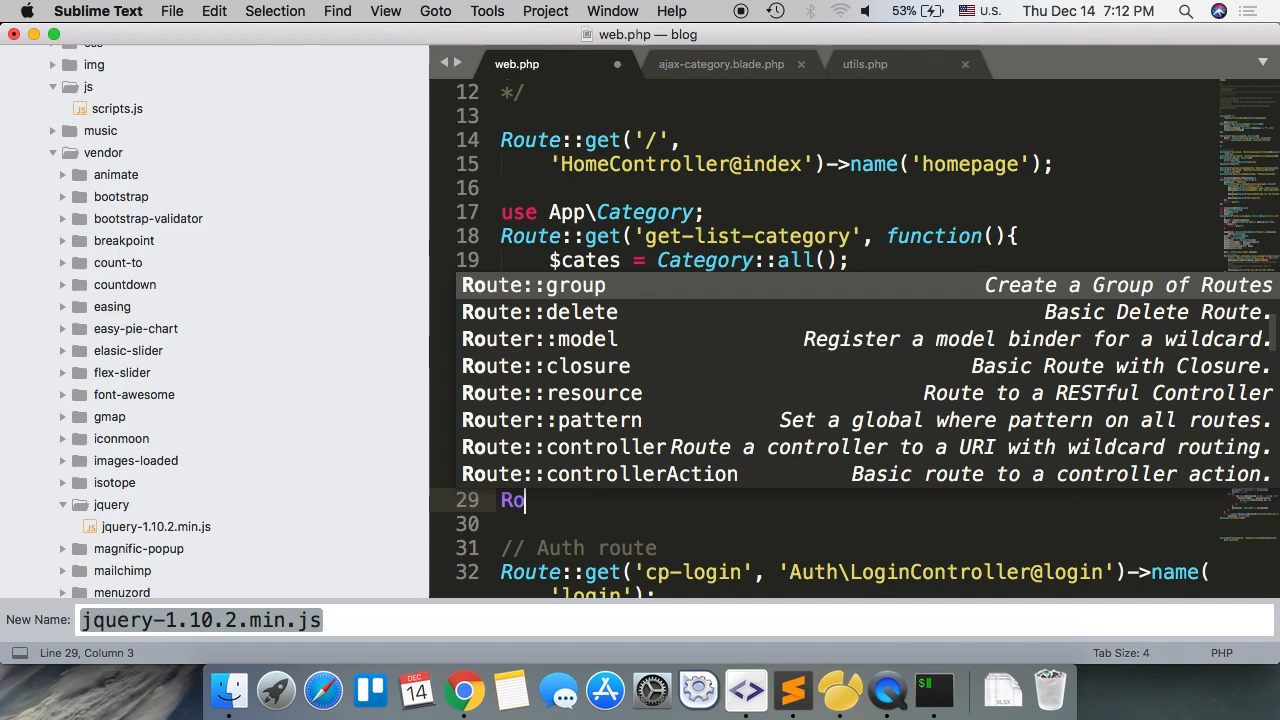 Sublime Text File Edit Selection Find View Goto Tools Project Window Help 53% U.S. Thu Dec 14 7:12 PM
web.php — blog
web.php ajax-category.blade.php utils.php
img
js
scripts.js
music
vendor
animate
bootstrap
bootstrap-validator
breakpoint
count-to
countdown
easing
easy-pie-chart
elasic-slider
flex-slider
font-awesome
gmap
iconmoon
images-loaded
isotope
jquery
jquery-1.10.2.min.js
magnific-popup
mailchimp
menuzord
12 */
13
14 Route::get('/',
15 'HomeController@index')->name('homepage');
16
17 use App\Category;
18 Route::get('get-list-category', function(){
19 $cates = Category::all();
Route::group Create a Group of Routes
Route::delete Basic Delete Route.
Router::model Register a model binder for a wildcard.
Route::closure Basic Route with Closure.
Route::resource Route to a RESTful Controller
Router::pattern Set a global where pattern on all routes.
Route::controller Route a controller to a URI with wildcard routing.
Route::controllerAction Basic route to a controller action.
29 Ro
30
31 // Auth route
32 Route::get('cp-login', 'Auth\LoginController@login')->name(
'login');
New Name: jquery-1.10.2.min.js
Line 29, Column 3 Tab Size: 4 PHP
DEC
14
XLSX